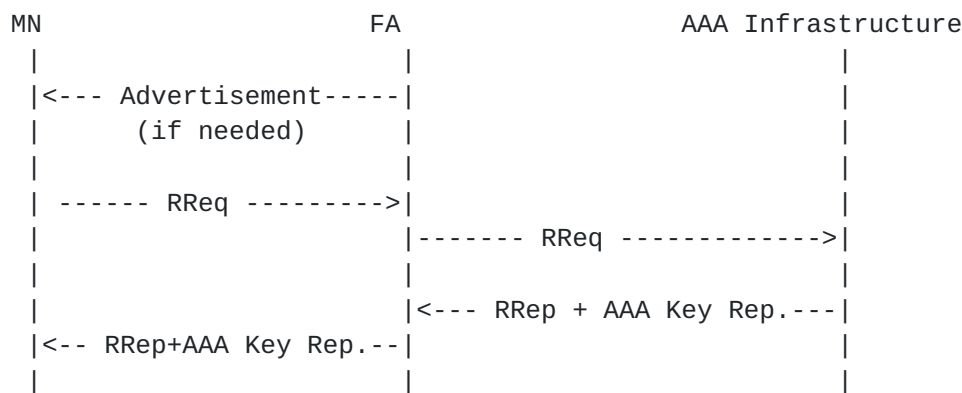 MN                     FA                  AAA Infrastructure
 |                      |                          |
 |<--- Advertisement-----|                          |
 |      (if needed)      |                          |
 |                      |                          |
 | ------ RReq --------->|                          |
 |                      |------- RReq ------------>|
 |                      |                          |
 |                      |<--- RRep + AAA Key Rep.---|
 |<-- RRep+AAA Key Rep.--|                          |
 |                      |                          |